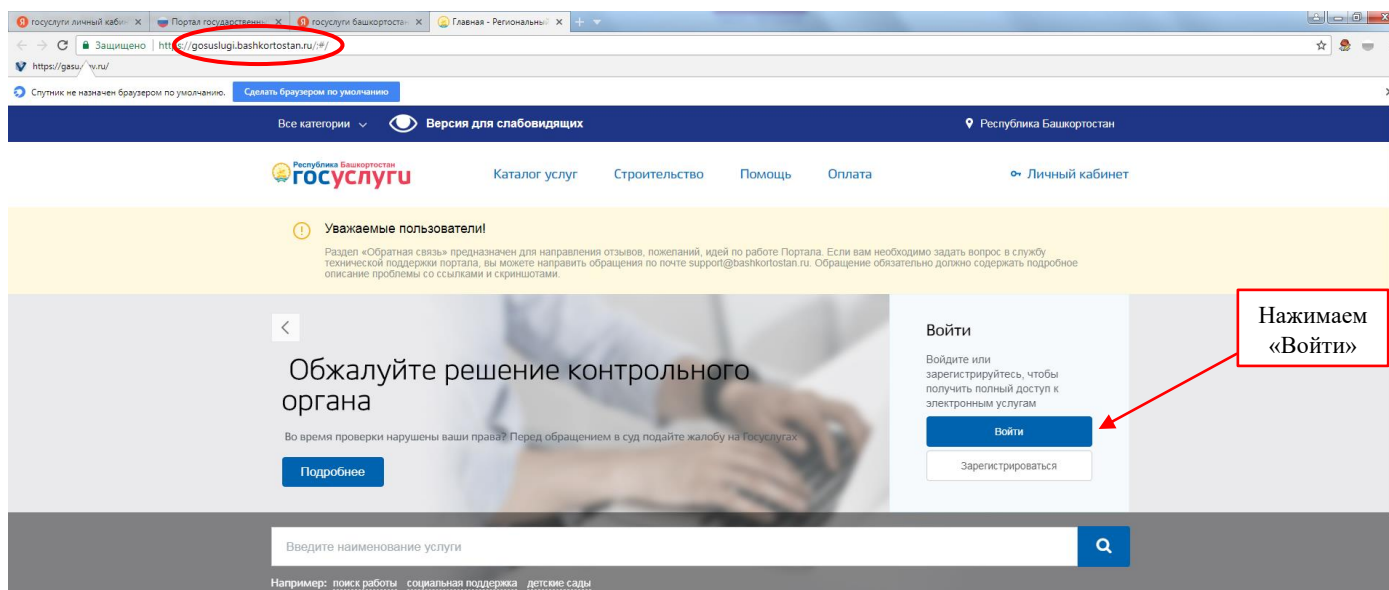 госуслуги личный каби
Портал государственны
госуслуги башкортостан
Главная - Региональный
Защищено https://gosuslugi.bashkortostan.ru/:#/
Спутник не назначен браузером по умолчанию. Сделать браузером по умолчанию
Все категории Версия для слабовидящих Республика Башкортостан
Республика Башкортостан
госуслуги
Каталог услуг Строительство Помощь Оплата Личный кабинет
Уважаемые пользователи!
Раздел «Обратная связь» предназначен для направления отзывов, пожеланий, идей по работе Портала. Если вам необходимо задать вопрос в службу
технической поддержки портала, вы можете направить обращения по почте support@bashkortostan.ru. Обращение обязательно должно содержать подробное
описание проблемы со ссылками и скриншотами.
Обжалуйте решение контрольного
органа
Во время проверки нарушены ваши права? Перед обращением в суд подайте жалобу на Госуслугах
Подробнее
Войти
Войдите или
зарегистрируйтесь, чтобы
получить полный доступ к
электронным услугам
Войти
Зарегистрироваться
Нажимаем
«Войти»
Введите наименование услуги
Например: поиск работы социальная поддержка детские сады